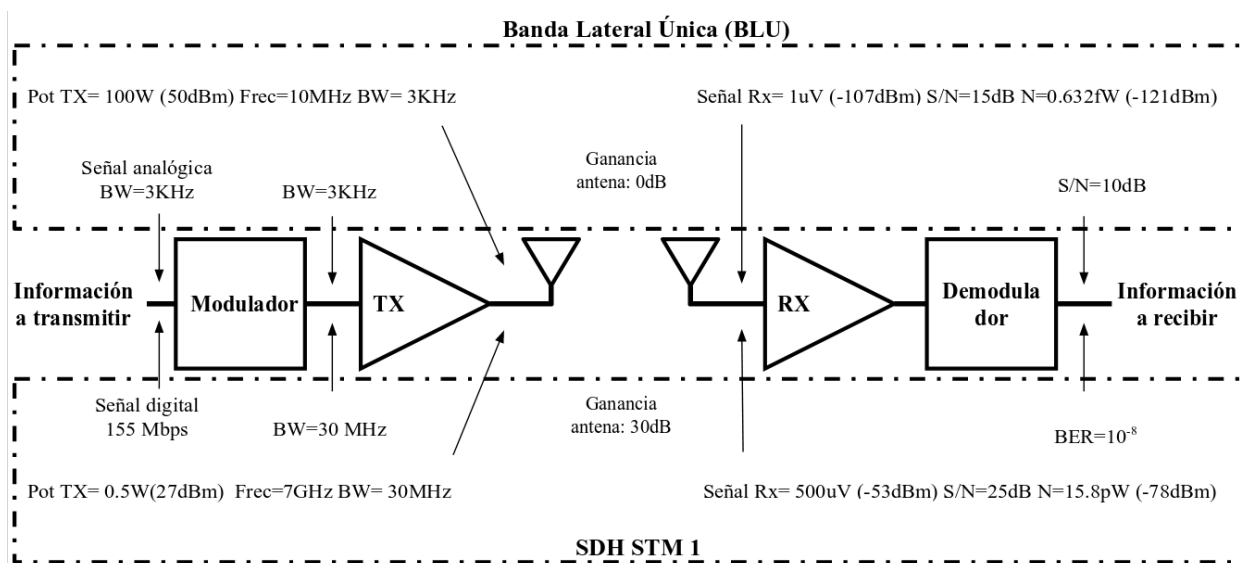 Banda Lateral Única (BLU)
Pot TX= 100W (50dBm) Frec=10MHz BW= 3KHz
Señal Rx= 1uV (-107dBm) S/N=15dB N=0.632fW (-121dBm)
Señal analógica
BW=3KHz
BW=3KHz
Ganancia
antena: 0dB
S/N=10dB
Información
a transmitir
Modulador
TX
RX
Demodula
dor
Información
a recibir
Señal digital
155 Mbps
BW=30 MHz
Ganancia
antena: 30dB
BER=10⁻⁸
Pot TX= 0.5W(27dBm) Frec=7GHz BW= 30MHz
Señal Rx= 500uV (-53dBm) S/N=25dB N=15.8pW (-78dBm)
SDH STM 1